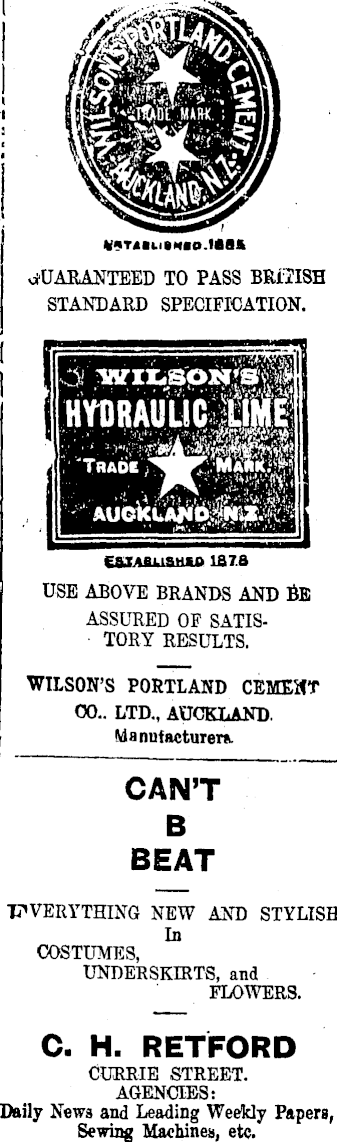 WILSON'S PORTLAND CEMENT
TRADE MARK
AUCKLAND, N.Z.
ESTABLISHED.1885
GUARANTEED TO PASS BRITISH
STANDARD SPECIFICATION.
WILSON'S
HYDRAULIC LIME
TRADE MARK
AUCKLAND, N.Z.
ESTABLISHED 1878
USE ABOVE BRANDS AND BE
ASSURED OF SATIS-
TORY RESULTS.
WILSON'S PORTLAND CEMENT
CO.. LTD., AUCKLAND.
Manufacturers.
CAN'T
B
BEAT
EVERYTHING NEW AND STYLISH
In
COSTUMES,
UNDERSKIRTS, and
FLOWERS.
C. H. RETFORD
CURRIE STREET.
AGENCIES:
Daily News and Leading Weekly Papers,
Sewing Machines, etc.